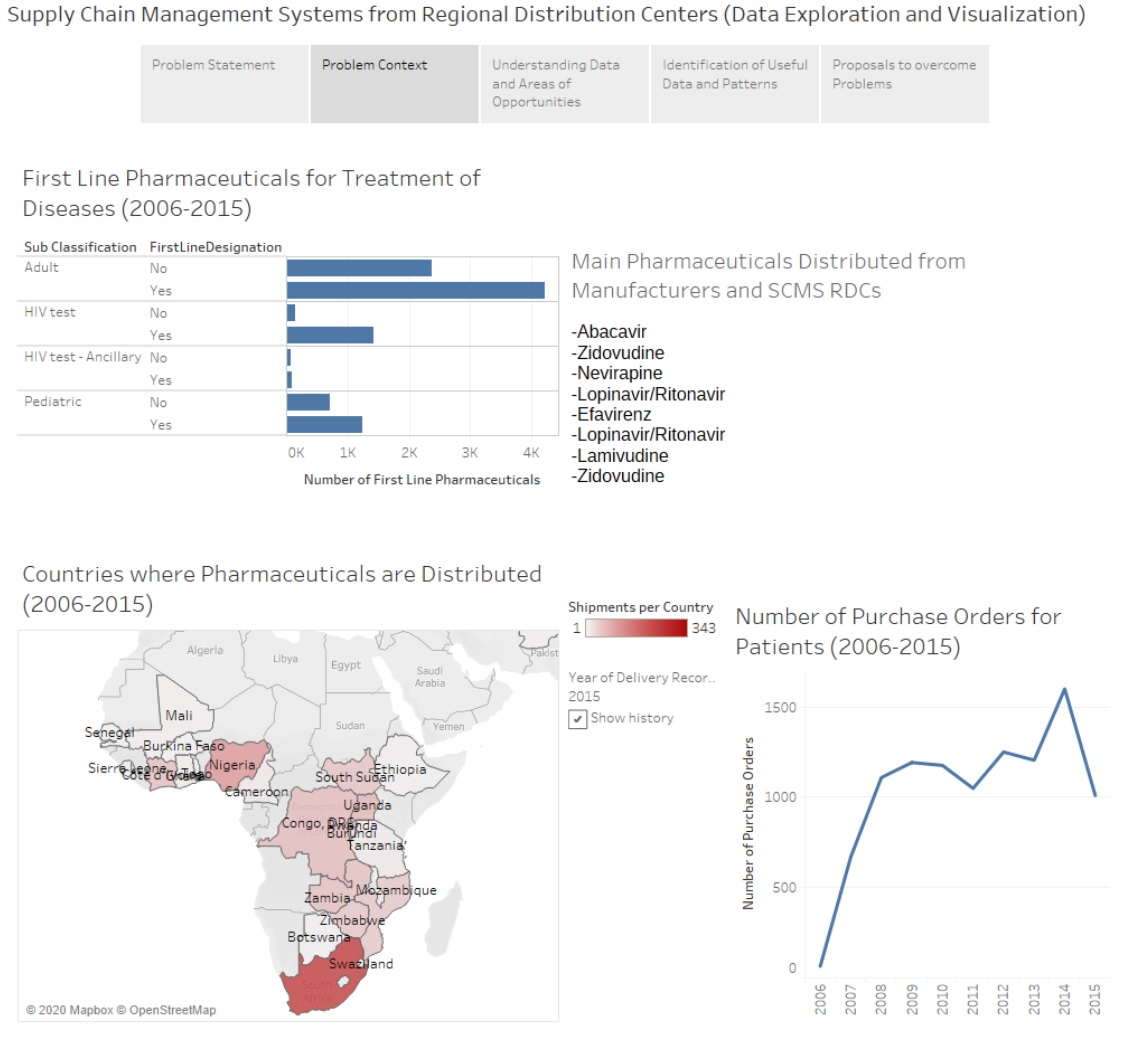 Supply Chain Management Systems from Regional Distribution Centers (Data Exploration and Visualization)
Problem Statement
Problem Context
Understanding Data
and Areas of
Opportunities
Identification of Useful
Data and Patterns
Proposals to overcome
Problems
First Line Pharmaceuticals for Treatment of
Diseases (2006-2015)
Sub Classification FirstLineDesignation
Adult No
Yes
HIV test No
Yes
HIV test - Ancillary No
Yes
Pediatric No
Yes
0K 1K 2K 3K 4K
Number of First Line Pharmaceuticals
Main Pharmaceuticals Distributed from
Manufacturers and SCMS RDCs
-Abacavir
-Zidovudine
-Nevirapine
-Lopinavir/Ritonavir
-Efavirenz
-Lopinavir/Ritonavir
-Lamivudine
-Zidovudine
Countries where Pharmaceuticals are Distributed
(2006-2015)
Algeria
Libya
Egypt
Saudi
Arabia
Pakist
Mali
Sudan
Yemen
Senegal
Burkina Faso
Sierra Leone
Togo
Nigeria
South Sudan
Ethiopia
Cameroon
Uganda
Congo, DRC
Rwanda
Burundi
Tanzania
Mozambique
Zambia
Zimbabwe
Botswana
Swaziland
South
Africa
© 2020 Mapbox © OpenStreetMap
Shipments per Country
1 343
Year of Delivery Recor..
2015
Show history
Number of Purchase Orders for
Patients (2006-2015)
Number of Purchase Orders
1500
1000
500
0
2006 2007 2008 2009 2010 2011 2012 2013 2014 2015